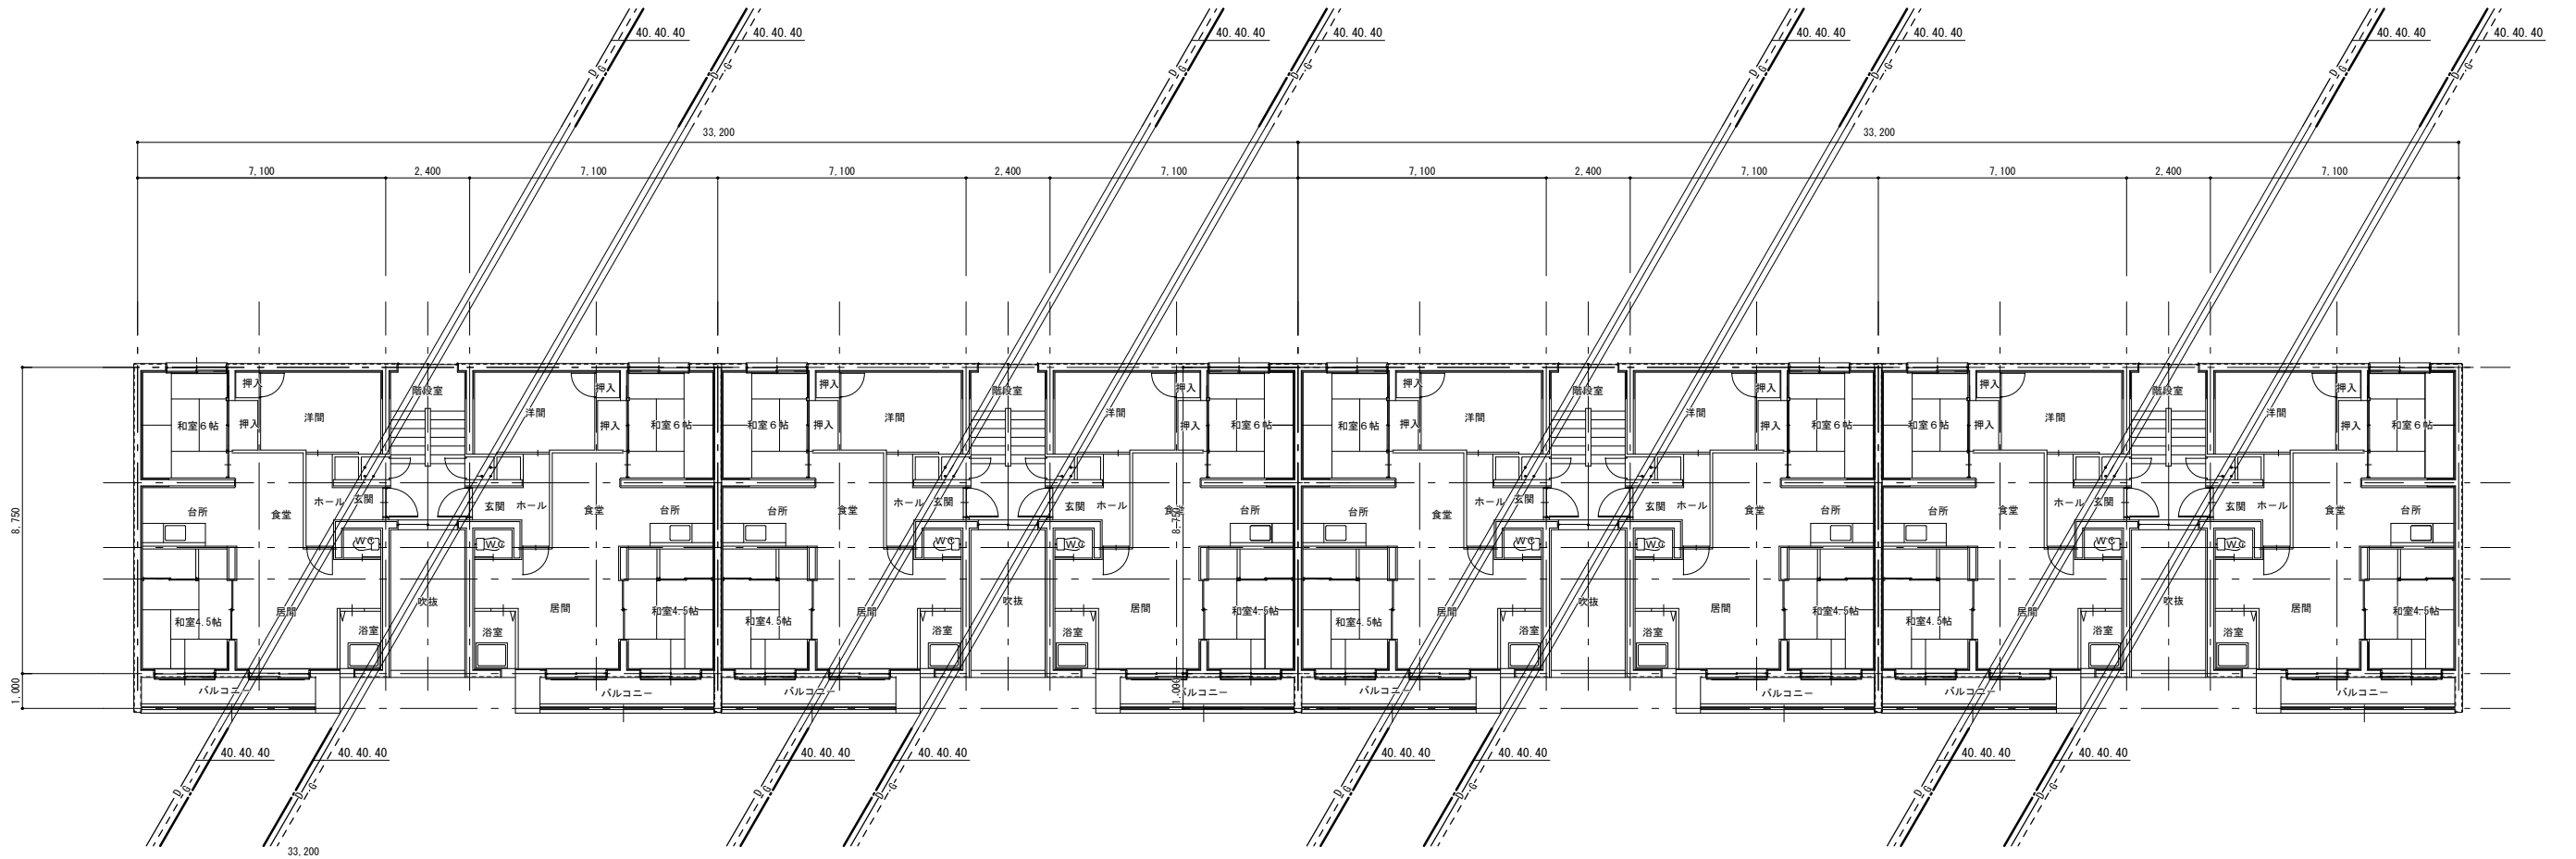 40.40.40 40.40.40 40.40.40 40.40.40 40.40.40 40.40.40 40.40.40 40.40.40
D D D D D D D D
G G G G G G G G
33,200 33,200
7,100 2,400 7,100 7,100 2,400 7,100 7,100 2,400 7,100 7,100 2,400 7,100
押入 階段室 押入 押入 階段室 押入 押入 階段室 押入 押入 階段室 押入
和室6帖 押入 洋間 洋間 押入 和室6帖 和室6帖 押入 洋間 洋間 押入 和室6帖 和室6帖 押入 洋間 洋間 押入 和室6帖 和室6帖 押入 洋間 洋間 押入 和室6帖
台所 食堂 ホール 玄関 玄関 ホール 食堂 台所 台所 食堂 ホール 玄関 玄関 ホール 食堂 台所 台所 食堂 ホール 玄関 玄関 ホール 食堂 台所 台所 食堂 ホール 玄関 玄関 ホール 食堂 台所
8,750 8,750
WC WC WC WC WC WC WC WC
和室4.5帖 居間 吹抜 居間 和室4.5帖 和室4.5帖 居間 吹抜 居間 和室4.5帖 和室4.5帖 居間 吹抜 居間 和室4.5帖 和室4.5帖 居間 吹抜 居間 和室4.5帖
浴室 浴室 浴室 浴室 浴室 浴室 浴室 浴室
1,000 バルコニー バルコニー バルコニー 1,000 バルコニー バルコニー バルコニー バルコニー バルコニー
40.40.40 40.40.40 40.40.40 40.40.40 40.40.40 40.40.40 40.40.40 40.40.40
D G D G D G D G D G D G D G D G
33,200